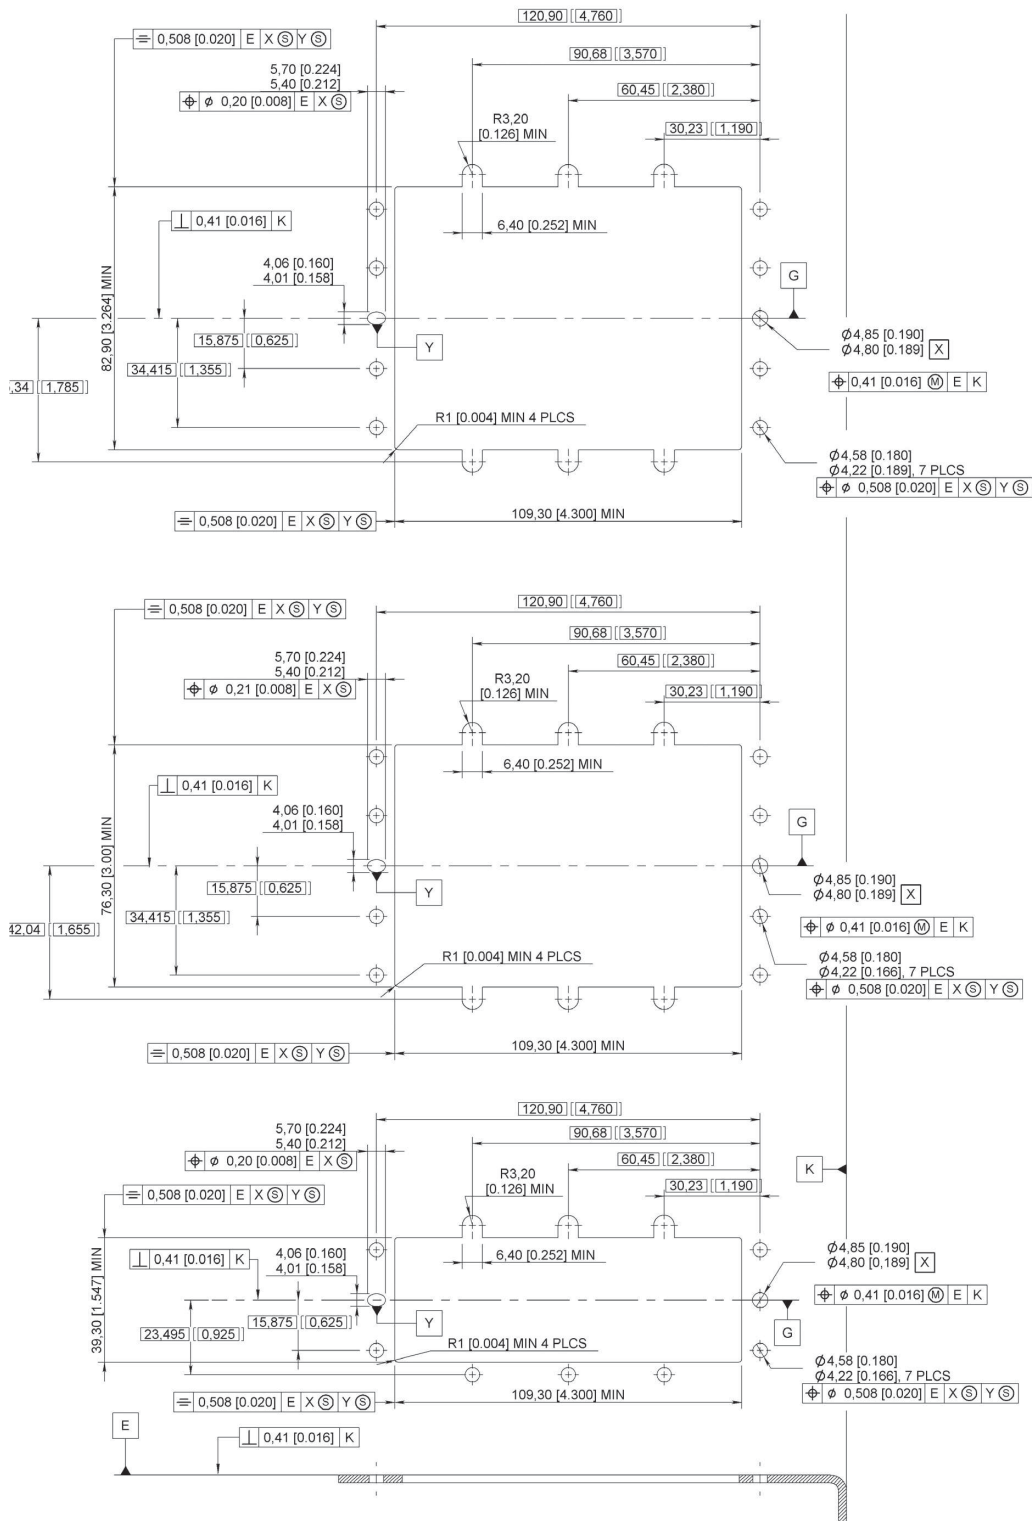 120,90 [4,760]
⌯ 0,508 [0.020] E X Ⓢ Y Ⓢ
90,68 [3,570]
5,70 [0.224]
5,40 [0.212]
⌖ ø 0,20 [0.008] E X Ⓢ
60,45 [2,380]
R3,20
[0.126] MIN
30,23 [1,190]
⊥ 0,41 [0.016] K
6,40 [0.252] MIN
4,06 [0.160]
4,01 [0.158]
G
82,90 [3.264] MIN
15,875 [0,625]
Y
Ø4,85 [0.190]
Ø4,80 [0.189] X
34,415 [1,355]
,34 [1,785]
⌖ 0,41 [0.016] Ⓜ E K
R1 [0.004] MIN 4 PLCS
Ø4,58 [0.180]
Ø4,22 [0.189], 7 PLCS
⌖ ø 0,508 [0.020] E X Ⓢ Y Ⓢ
109,30 [4.300] MIN
⌯ 0,508 [0.020] E X Ⓢ Y Ⓢ
120,90 [4,760]
⌯ 0,508 [0.020] E X Ⓢ Y Ⓢ
90,68 [3,570]
5,70 [0.224]
5,40 [0.212]
⌖ ø 0,21 [0.008] E X Ⓢ
60,45 [2,380]
R3,20
[0.126] MIN
30,23 [1,190]
6,40 [0.252] MIN
⊥ 0,41 [0.016] K
4,06 [0.160]
4,01 [0.158]
G
76,30 [3.00] MIN
15,875 [0,625]
Y
Ø4,85 [0.190]
Ø4,80 [0.189] X
34,415 [1,355]
42,04 [1,655]
⌖ ø 0,41 [0.016] Ⓜ E K
R1 [0.004] MIN 4 PLCS
Ø4,58 [0.180]
Ø4,22 [0.166], 7 PLCS
⌖ ø 0,508 [0.020] E X Ⓢ Y Ⓢ
109,30 [4.300] MIN
⌯ 0,508 [0.020] E X Ⓢ Y Ⓢ
120,90 [4,760]
5,70 [0.224]
5,40 [0.212]
90,68 [3,570]
⌖ ø 0,20 [0.008] E X Ⓢ
60,45 [2,380]
K
R3,20
[0.126] MIN
30,23 [1,190]
⌯ 0,508 [0.020] E X Ⓢ Y Ⓢ
⊥ 0,41 [0.016] K
4,06 [0.160]
4,01 [0.158]
6,40 [0.252] MIN
Ø4,85 [0.190]
Ø4,80 [0,189] X
39,30 [1.547] MIN
⌖ ø 0,41 [0.016] Ⓜ E K
15,875 [0,625]
Y
G
23,495 [0,925]
R1 [0.004] MIN 4 PLCS
Ø4,58 [0.180]
Ø4,22 [0.166], 7 PLCS
⌖ ø 0,508 [0.020] E X Ⓢ Y Ⓢ
109,30 [4.300] MIN
⌯ 0,508 [0.020] E X Ⓢ Y Ⓢ
E
⊥ 0,41 [0.016] K